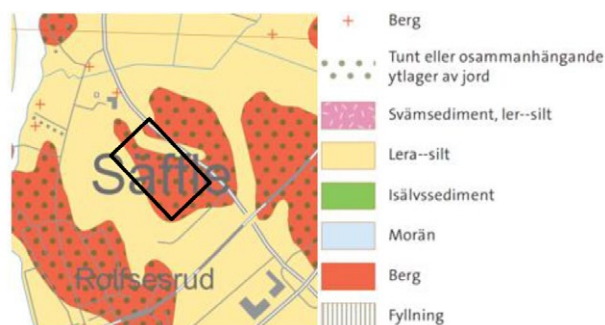 Säffle
Rolfsesrud
Berg
Tunt eller osammanhängande
ytlager av jord
Svämsediment, ler--silt
Lera--silt
Isälvssediment
Morän
Berg
Fyllning